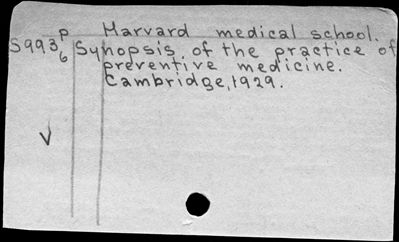 P Harvard medical school.
S993 Synopsis of the practice of
6 preventive medicine.
Cambridge, 1929.